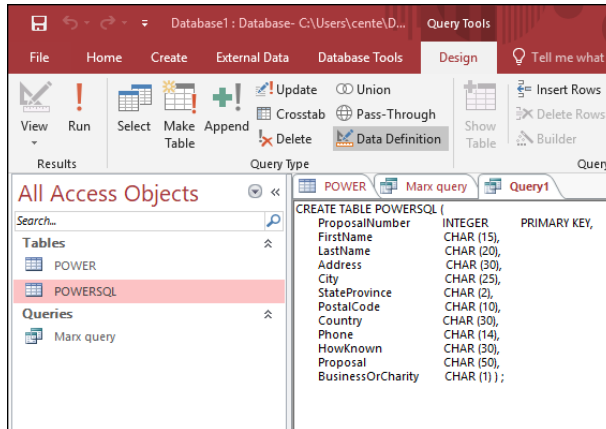 Database1 : Database- C:\Users\cente\D...
Query Tools
File Home Create External Data Database Tools Design Tell me what
View
Run
Select
Make Table
Append
Update
Crosstab
Delete
Union
Pass-Through
Data Definition
Show Table
Insert Rows
Delete Rows
Builder
Results
Query Type
Query
All Access Objects
Search...
Tables
POWER
POWERSQL
Queries
Marx query
POWER Marx query Query1
CREATE TABLE POWERSQL (
ProposalNumber INTEGER PRIMARY KEY,
FirstName CHAR (15),
LastName CHAR (20),
Address CHAR (30),
City CHAR (25),
StateProvince CHAR (2),
PostalCode CHAR (10),
Country CHAR (30),
Phone CHAR (14),
HowKnown CHAR (30),
Proposal CHAR (50),
BusinessOrCharity CHAR (1) ) ;